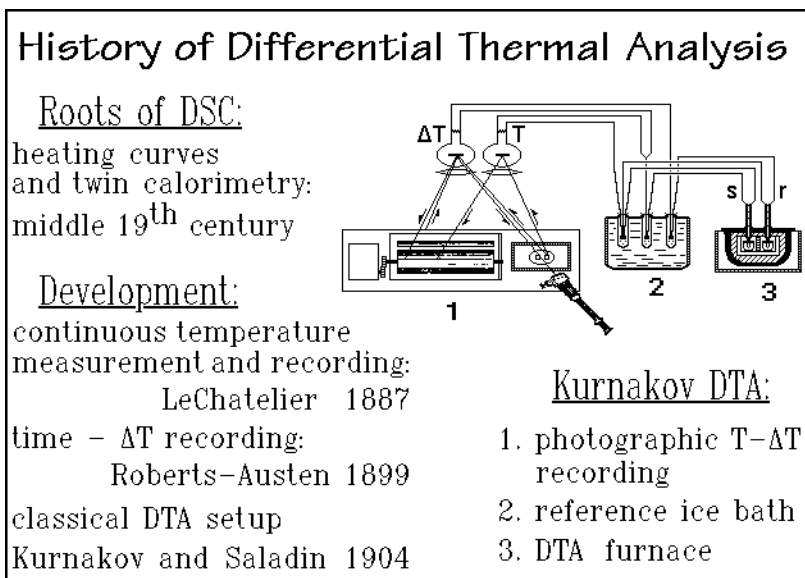 History of Differential Thermal Analysis
Roots of DSC:
heating curves
and twin calorimetry:
middle 19th century
Development:
continuous temperature
measurement and recording:
LeChatelier 1887
time - ΔT recording:
Roberts-Austen 1899
classical DTA setup
Kurnakov and Saladin 1904
ΔT T
s r
1 2 3
Kurnakov DTA:
1. photographic T-ΔT
recording
2. reference ice bath
3. DTA furnace